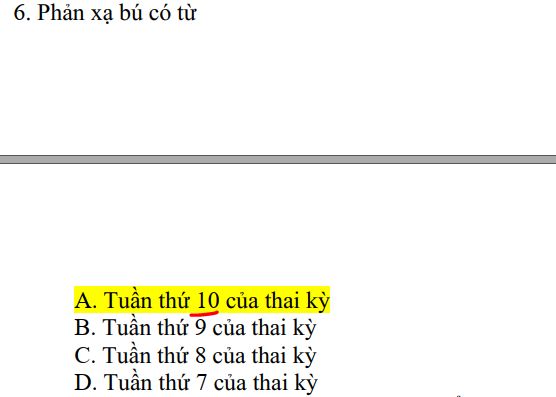 6. Phản xạ bú có từ
A. Tuần thứ 10 của thai kỳ
B. Tuần thứ 9 của thai kỳ
C. Tuần thứ 8 của thai kỳ
D. Tuần thứ 7 của thai kỳ